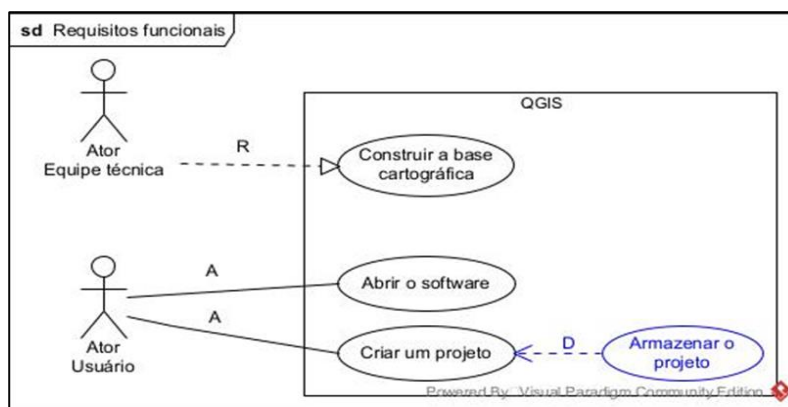 sd Requisitos funcionais
QGIS
Ator
Equipe técnica
R
Construir a base
cartográfica
A
Abrir o software
A
Ator
Usuário
Criar um projeto
D
Armazenar o
projeto
Powered By Visual Paradigm Community Edition